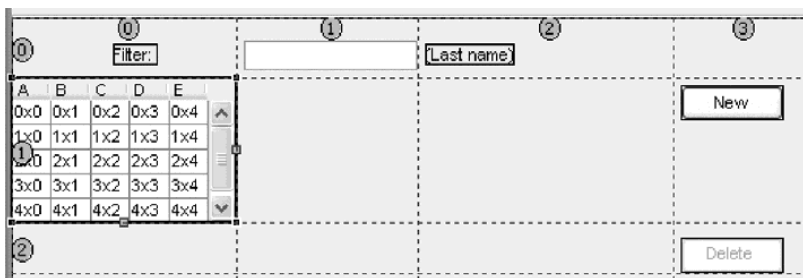 0 1 2 3
0 Filter: (Last name)
A B C D E
0x0 0x1 0x2 0x3 0x4
New
1x0 1x1 1x2 1x3 1x4
1 2x1 2x2 2x3 2x4
3x0 3x1 3x2 3x3 3x4
4x0 4x1 4x2 4x3 4x4
2 Delete